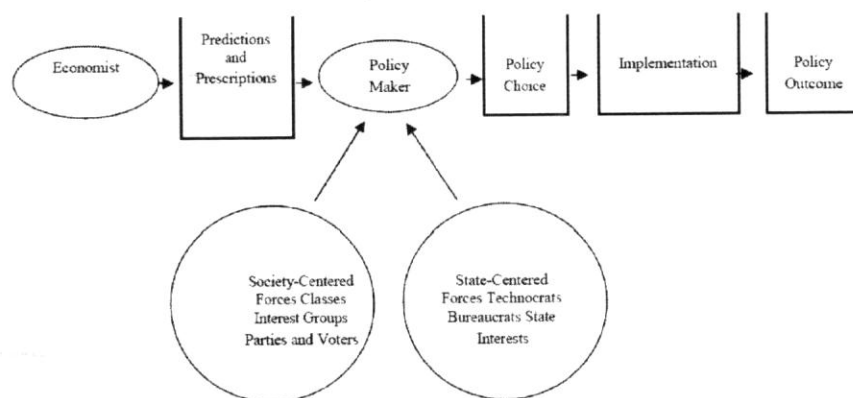 Economist
Predictions
and
Prescriptions
Policy
Maker
Policy
Choice
Implementation
Policy
Outcome
Society-Centered
Forces Classes
Interest Groups
Parties and Voters
State-Centered
Forces Technocrats
Bureaucrats State
Interests